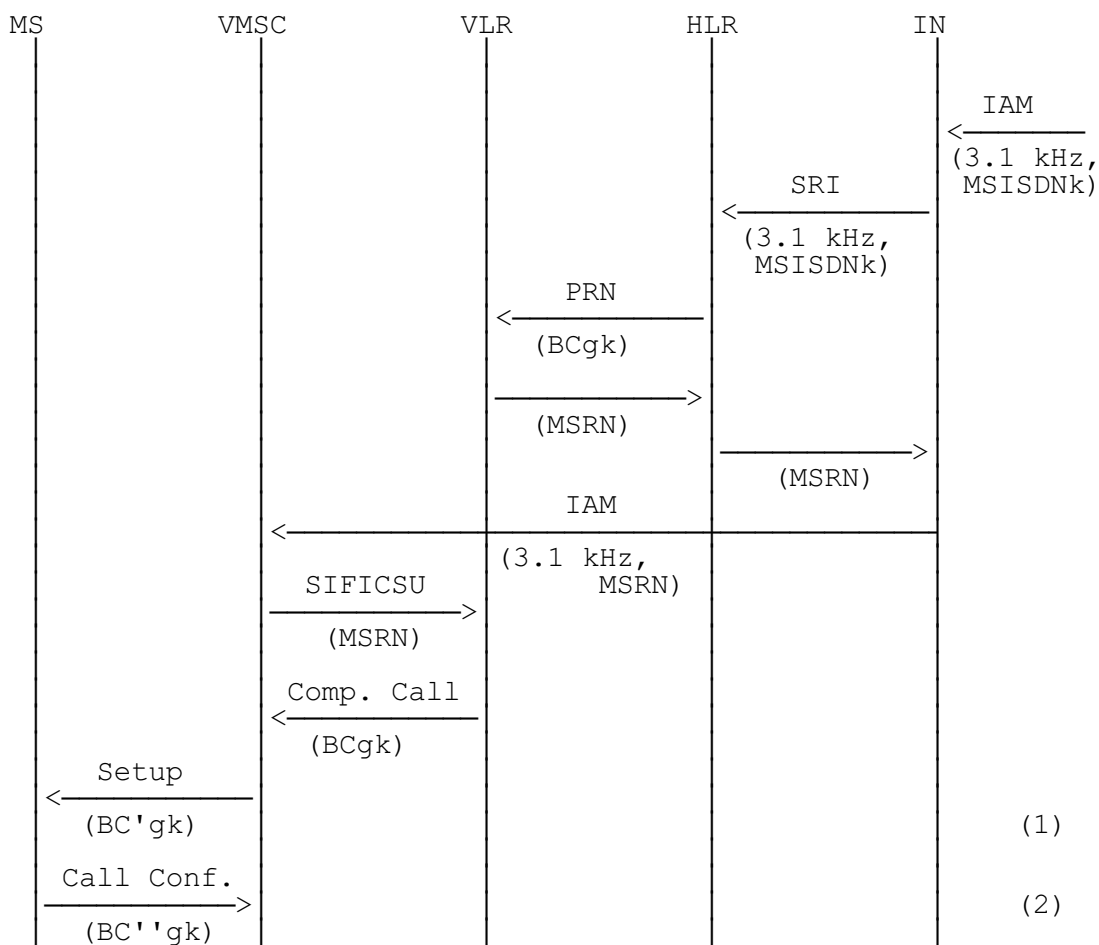 MS VMSC VLR HLR IN
IAM
(3.1 kHz,
MSISDNk)
SRI
(3.1 kHz,
MSISDNk)
PRN
(BCgk)
(MSRN)
(MSRN)
IAM
(3.1 kHz,
MSRN)
SIFICSU
(MSRN)
Comp. Call
(BCgk)
Setup
(BC'gk) (1)
Call Conf.
(2)
(BC''gk)